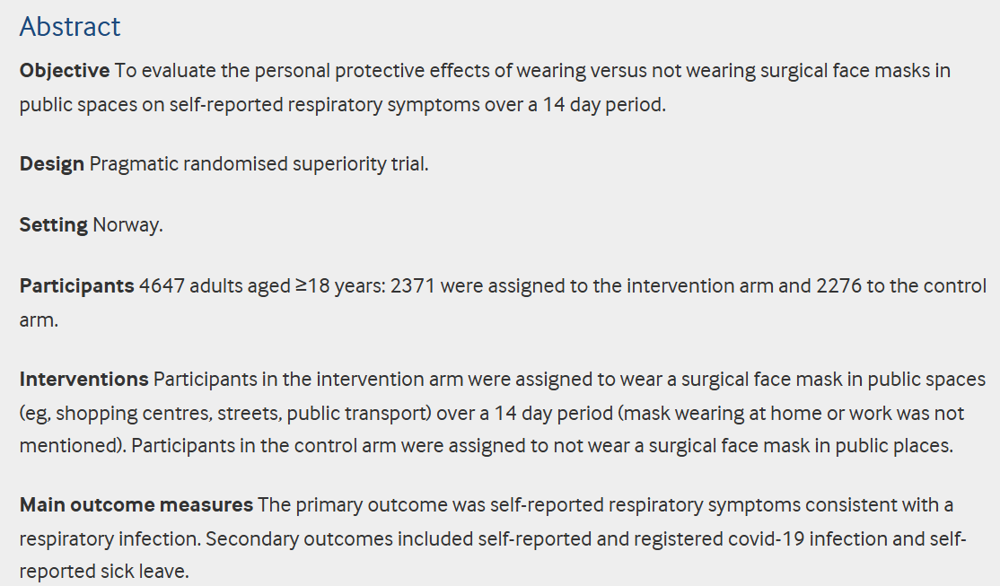 Abstract
Objective To evaluate the personal protective effects of wearing versus not wearing surgical face masks in
public spaces on self-reported respiratory symptoms over a 14 day period.
Design Pragmatic randomised superiority trial.
Setting Norway.
Participants 4647 adults aged ≥18 years: 2371 were assigned to the intervention arm and 2276 to the control
arm.
Interventions Participants in the intervention arm were assigned to wear a surgical face mask in public spaces
(eg, shopping centres, streets, public transport) over a 14 day period (mask wearing at home or work was not
mentioned). Participants in the control arm were assigned to not wear a surgical face mask in public places.
Main outcome measures The primary outcome was self-reported respiratory symptoms consistent with a
respiratory infection. Secondary outcomes included self-reported and registered covid-19 infection and self-
reported sick leave.